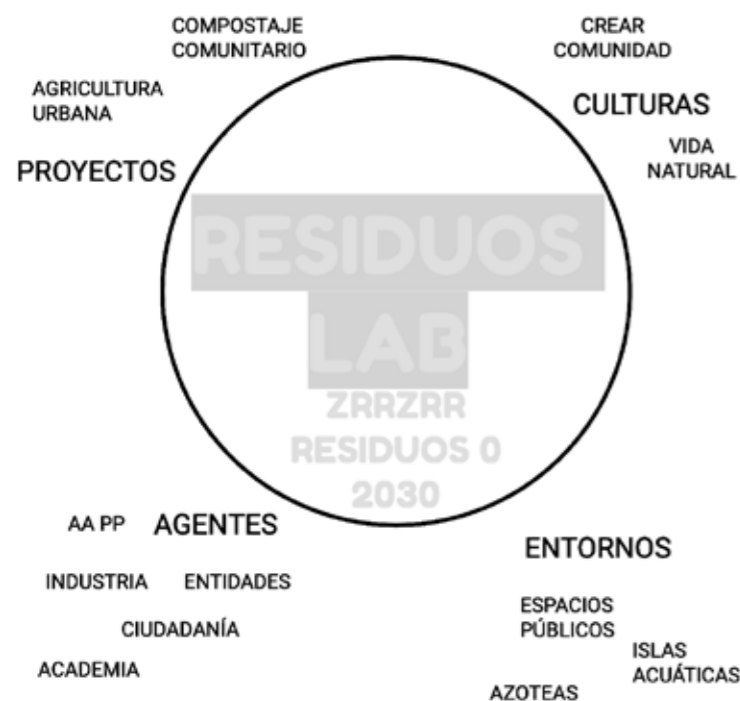 COMPOSTAJE
COMUNITARIO
CREAR
COMUNIDAD
AGRICULTURA
URBANA
CULTURAS
PROYECTOS
VIDA
NATURAL
RESIDUOS
LAB
ZRRZRR
RESIDUOS 0
2030
AA PP
AGENTES
INDUSTRIA
ENTIDADES
CIUDADANÍA
ACADEMIA
ENTORNOS
ESPACIOS
PÚBLICOS
ISLAS
ACUÁTICAS
AZOTEAS